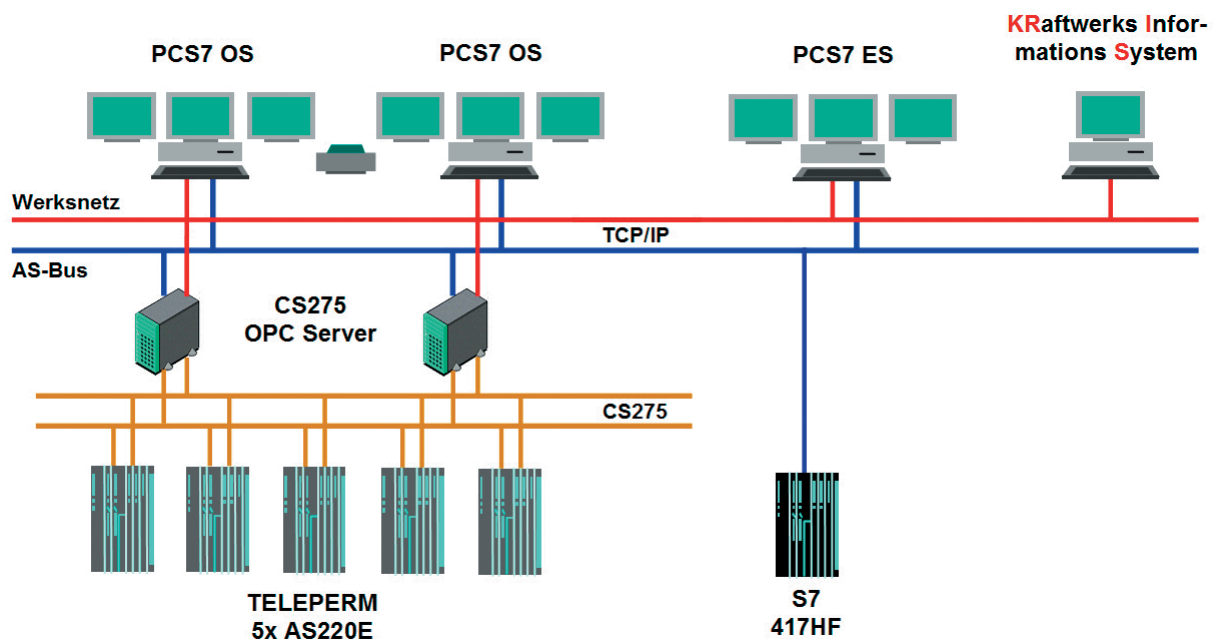 PCS7 OS
PCS7 OS
PCS7 ES
KRaftwerks Infor-
mations System
Werksnetz
TCP/IP
AS-Bus
CS275
OPC Server
CS275
TELEPERM
5x AS220E
S7
417HF